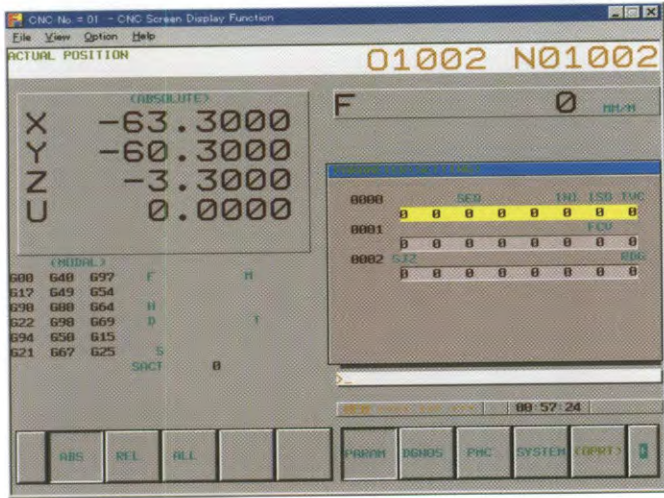 CNC No. = 01 - CNC Screen Display Function
File View Option Help
ACTUAL POSITION
O1002 N01002
(ABSOLUTE)
X -63.3000
Y -60.3000
Z -3.3000
U 0.0000
F 0 MM/M
0000 SEQ INI ISO TVC
0 0 0 0 0 0 0 0
0001 FCV
0 0 0 0 0 0 0 0
0002 SJZ RDG
0 0 0 0 0 0 0 0
(MODAL)
G00 G40 G97 F M
G17 G49 G54
G90 G80 G64 H
G22 G98 G69 D T
G94 G50 G15
G21 G67 G25 S
SACT 0
>_
00:57:24
ABS REL ALL
PARAM DGNOS PMC SYSTEM (OPRT)